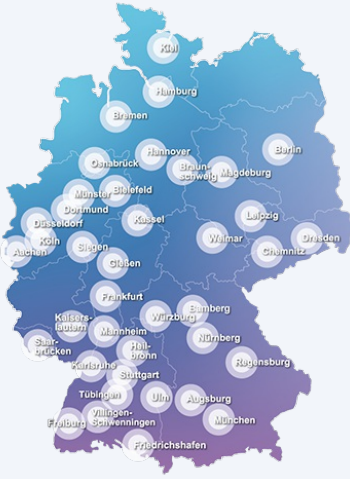 Kiel
Hamburg
Bremen
Hannover
Berlin
Osnabrück
Braun-
schweig
Magdeburg
Münster
Bielefeld
Dortmund
Düsseldorf
Kassel
Leipzig
Köln
Siegen
Weimar
Dresden
Aachen
Chemnitz
Gießen
Frankfurt
Würzburg
Bamberg
Kaisers-
lautern
Mannheim
Nürnberg
Saar-
brücken
Heil-
bronn
Karlsruhe
Stuttgart
Regensburg
Tübingen
Ulm
Augsburg
Villingen-
Schwenningen
Freiburg
München
Friedrichshafen